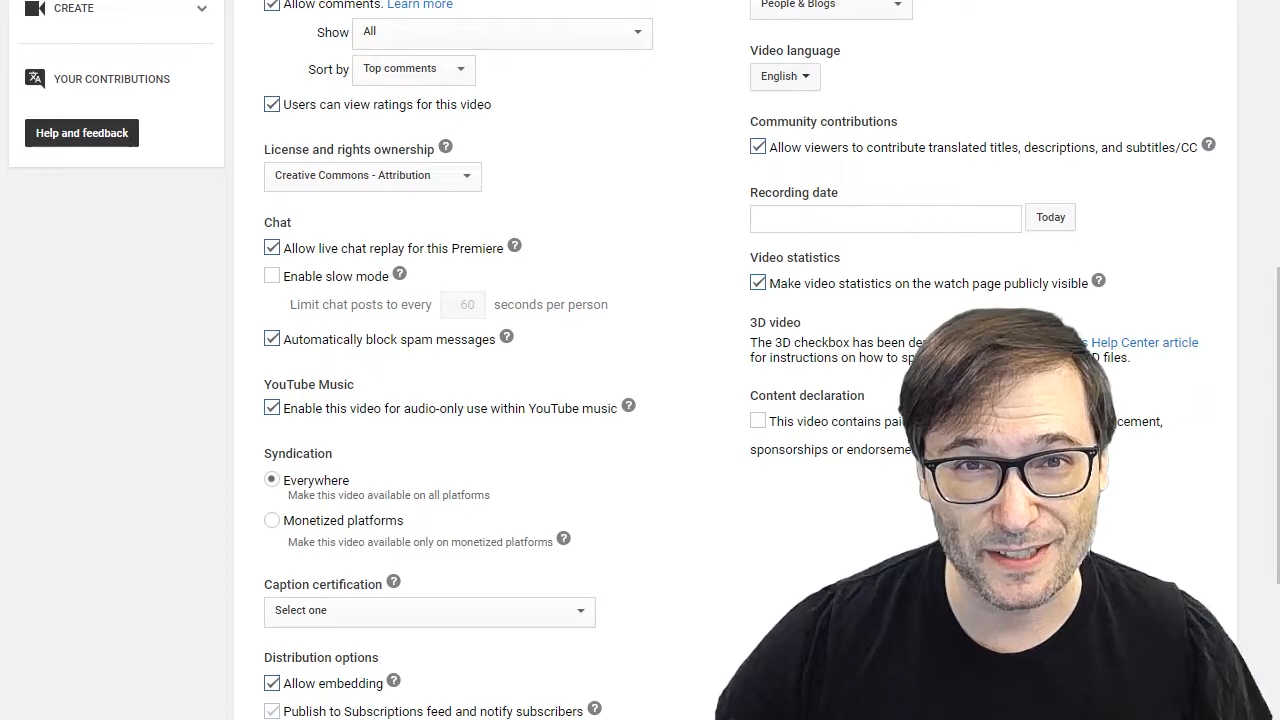 CREATE
YOUR CONTRIBUTIONS
Help and feedback
Allow comments. Learn more
Show All
Sort by Top comments
Users can view ratings for this video
License and rights ownership ?
Creative Commons - Attribution
Chat
Allow live chat replay for this Premiere ?
Enable slow mode ?
Limit chat posts to every 60 seconds per person
Automatically block spam messages ?
YouTube Music
Enable this video for audio-only use within YouTube music ?
Syndication
Everywhere
Make this video available on all platforms
Monetized platforms
Make this video available only on monetized platforms ?
Caption certification ?
Select one
Distribution options
Allow embedding ?
Publish to Subscriptions feed and notify subscribers ?
People & Blogs
Video language
English
Community contributions
Allow viewers to contribute translated titles, descriptions, and subtitles/CC ?
Recording date
Today
Video statistics
Make video statistics on the watch page publicly visible ?
3D video
The 3D checkbox has been Help Center article
for instructions on how to files.
Content declaration
This video contains
sponsorships or